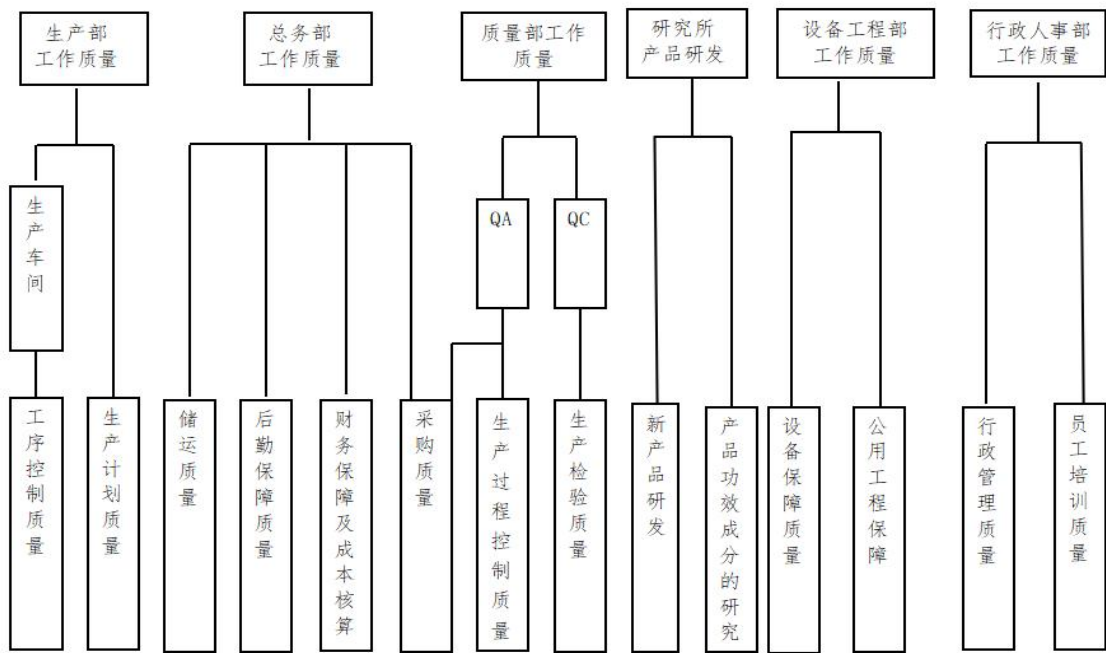 生产部
工作质量
总务部
工作质量
质量部工作
质量
研究所
产品研发
设备工程部
工作质量
行政人事部
工作质量
生产车间
QA
QC
工序控制质量
生产计划质量
储运质量
后勤保障质量
财务保障及成本核算
采购质量
生产过程控制质量
生产检验质量
新产品研发
产品功效成分的研究
设备保障质量
公用工程保障
行政管理质量
员工培训质量